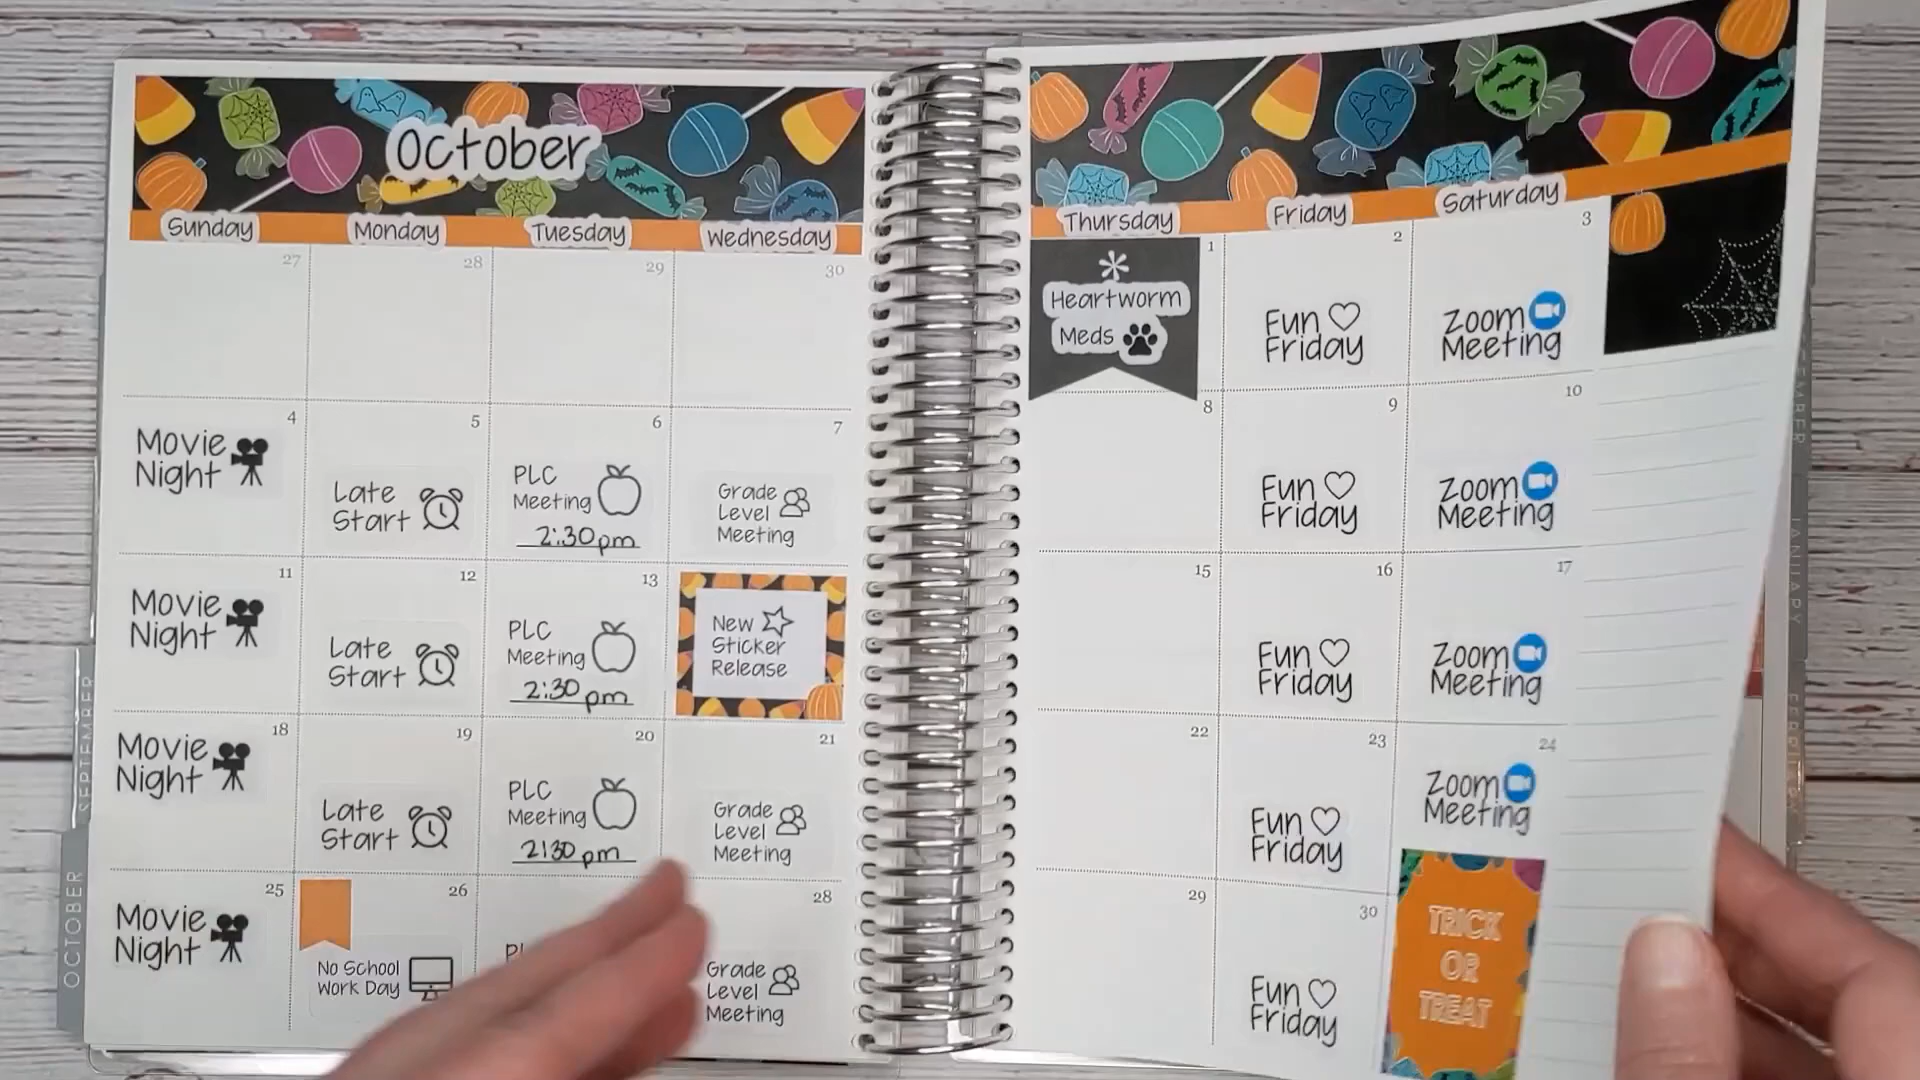 October
Sunday
Monday
Tuesday
Wednesday
Thursday
Friday
Saturday
27
28
29
30
1
Heartworm
Meds
2
Fun
Friday
3
Zoom
Meeting
4
Movie
Night
5
Late
Start
6
PLC
Meeting
2:30pm
7
Grade
Level
Meeting
8
9
Fun
Friday
10
Zoom
Meeting
11
Movie
Night
12
Late
Start
13
PLC
Meeting
2:30 pm
New
Sticker
Release
15
16
Fun
Friday
17
Zoom
Meeting
18
Movie
Night
19
Late
Start
20
PLC
Meeting
2:30 pm
21
Grade
Level
Meeting
22
23
Fun
Friday
24
Zoom
Meeting
25
Movie
Night
26
No School
Work Day
28
Grade
Level
Meeting
29
30
Fun
Friday
TRICK
OR
TREAT
SEPTEMBER
OCTOBER
JANUARY